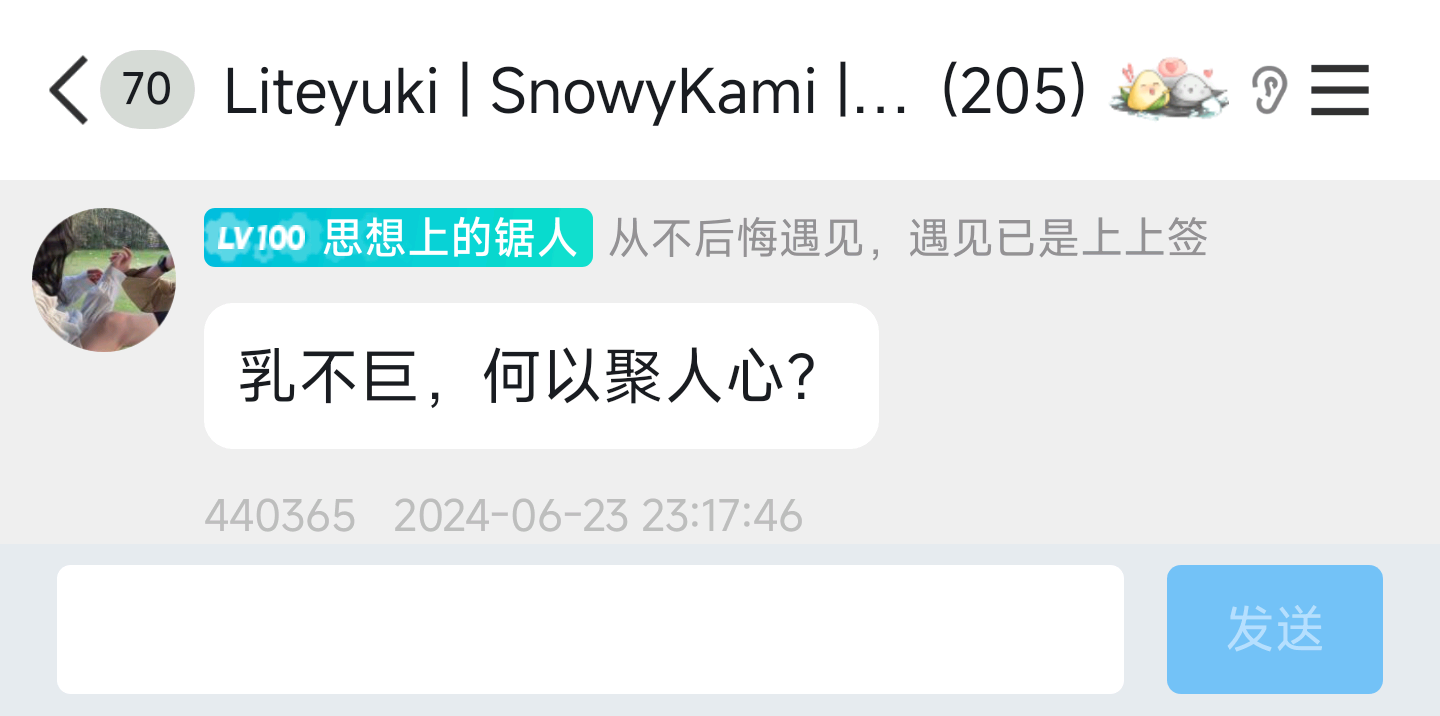 70 Liteyuki | SnowyKami |... (205)
LV100 思想上的锯人 从不后悔遇见，遇见已是上上签
乳不巨，何以聚人心?
440365 2024-06-23 23:17:46
发送